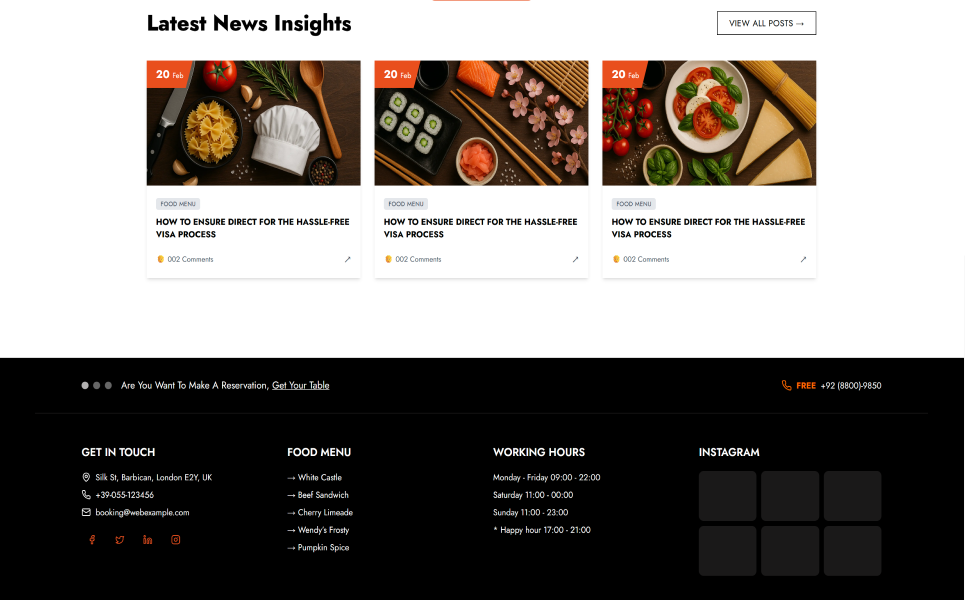 Latest News Insights
VIEW ALL POSTS →
20 Feb
20 Feb
20 Feb
FOOD MENU
HOW TO ENSURE DIRECT FOR THE HASSLE-FREE
VISA PROCESS
002 Comments
FOOD MENU
HOW TO ENSURE DIRECT FOR THE HASSLE-FREE
VISA PROCESS
002 Comments
FOOD MENU
HOW TO ENSURE DIRECT FOR THE HASSLE-FREE
VISA PROCESS
002 Comments
Are You Want To Make A Reservation, Get Your Table
FREE +92 (8800)-9850
GET IN TOUCH
Silk St, Barbican, London E2Y, UK
+39-055-123456
booking@webexample.com
FOOD MENU
→ White Castle
→ Beef Sandwich
→ Cherry Limeade
→ Wendy's Frosty
→ Pumpkin Spice
WORKING HOURS
Monday - Friday 09:00 - 22:00
Saturday 11:00 - 00:00
Sunday 11:00 - 23:00
* Happy hour 17:00 - 21:00
INSTAGRAM